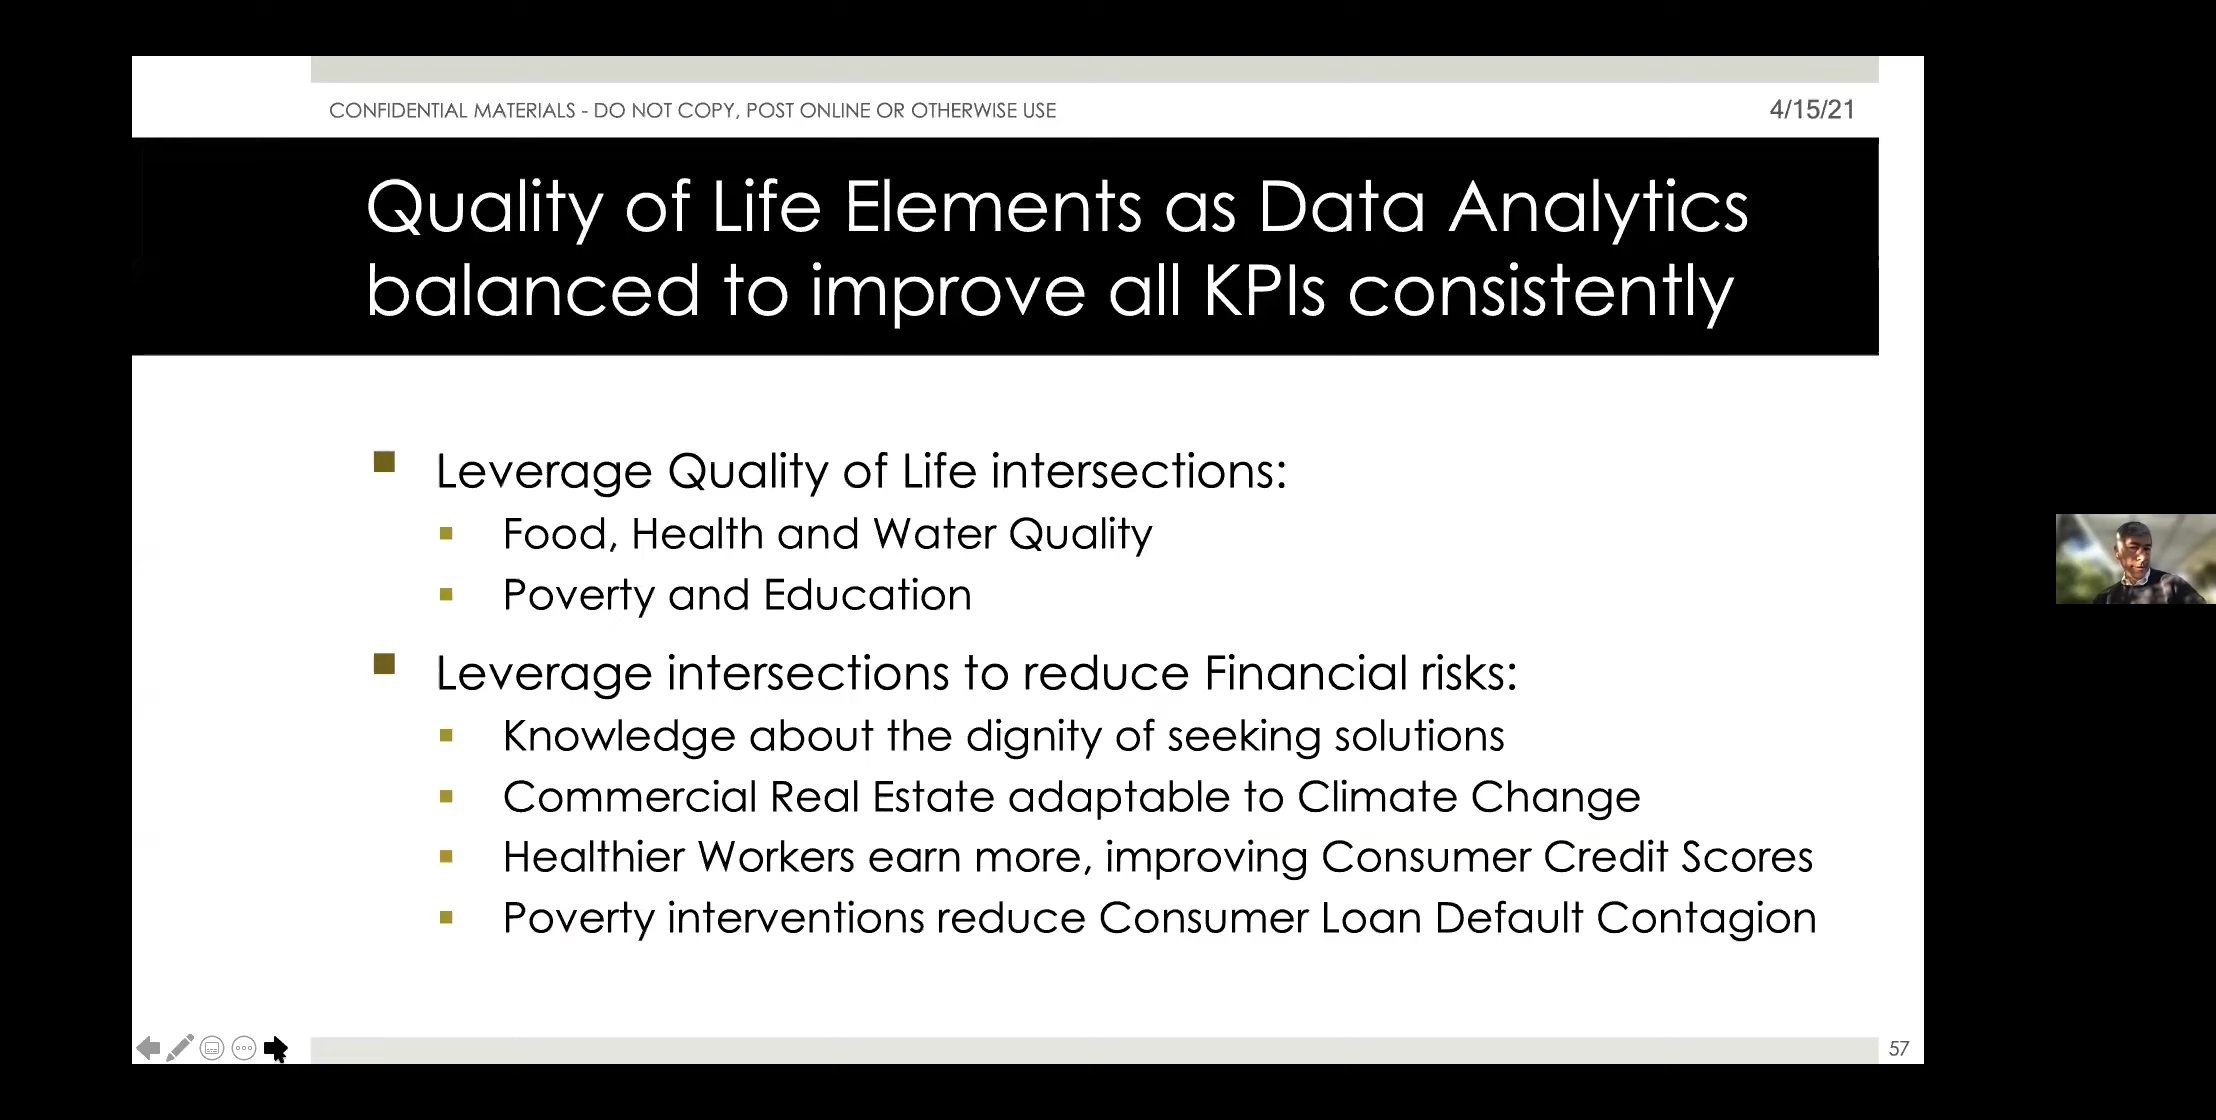 CONFIDENTIAL MATERIALS - DO NOT COPY, POST ONLINE OR OTHERWISE USE
4/15/21
Quality of Life Elements as Data Analytics
balanced to improve all KPIs consistently
Leverage Quality of Life intersections:
Food, Health and Water Quality
Poverty and Education
Leverage intersections to reduce Financial risks:
Knowledge about the dignity of seeking solutions
Commercial Real Estate adaptable to Climate Change
Healthier Workers earn more, improving Consumer Credit Scores
Poverty interventions reduce Consumer Loan Default Contagion
57